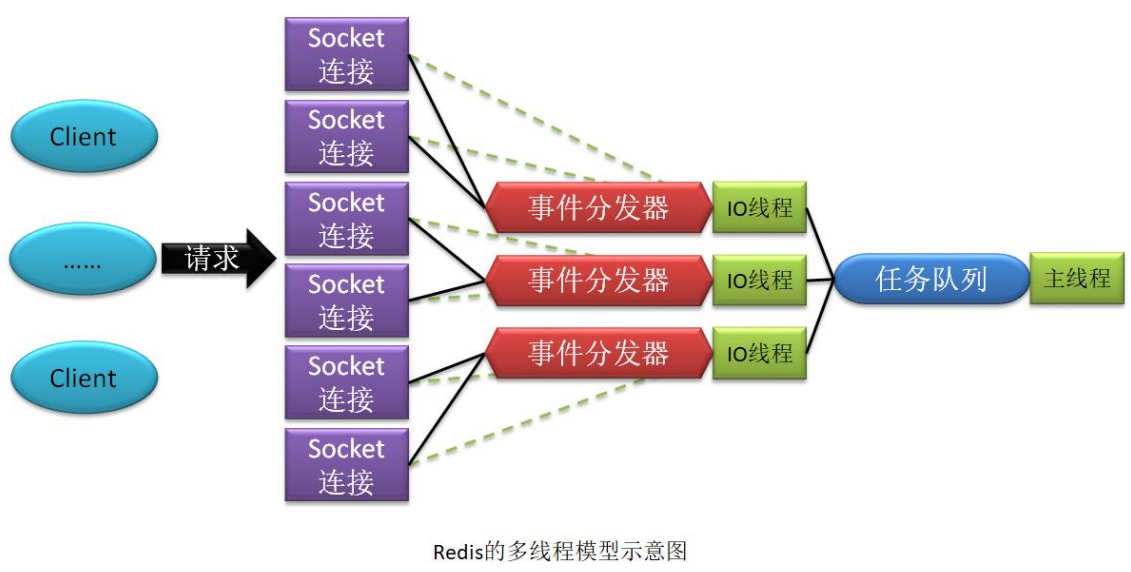 Client
……
Client
请求
Socket
连接
Socket
连接
Socket
连接
Socket
连接
Socket
连接
Socket
连接
事件分发器
IO线程
事件分发器
IO线程
事件分发器
IO线程
任务队列
主线程
Redis的多线程模型示意图